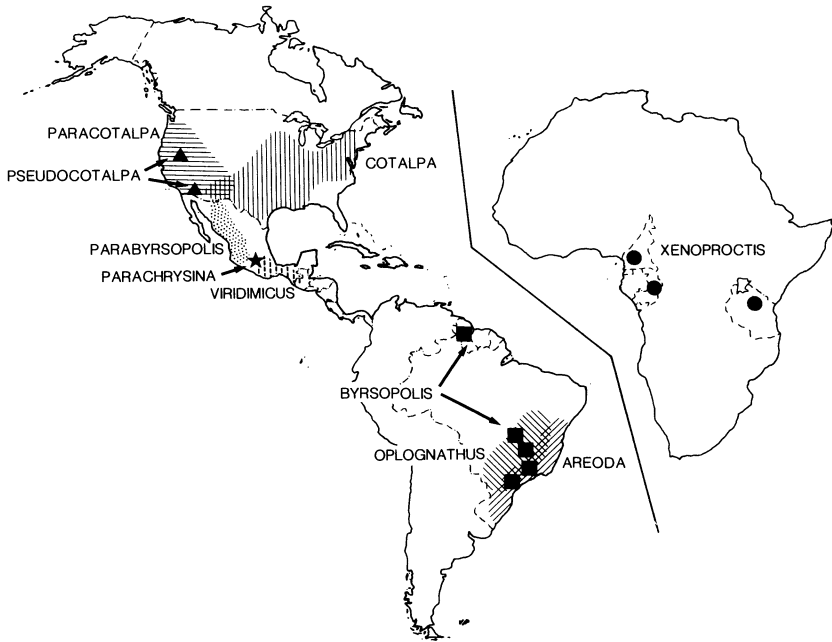 PARACOTALPA
COTALPA
PSEUDOCOTALPA
PARABYRSOPOLIS
PARACHRYSINA
VIRIDIMICUS
XENOPROCTIS
BYRSOPOLIS
OPLOGNATHUS
AREODA